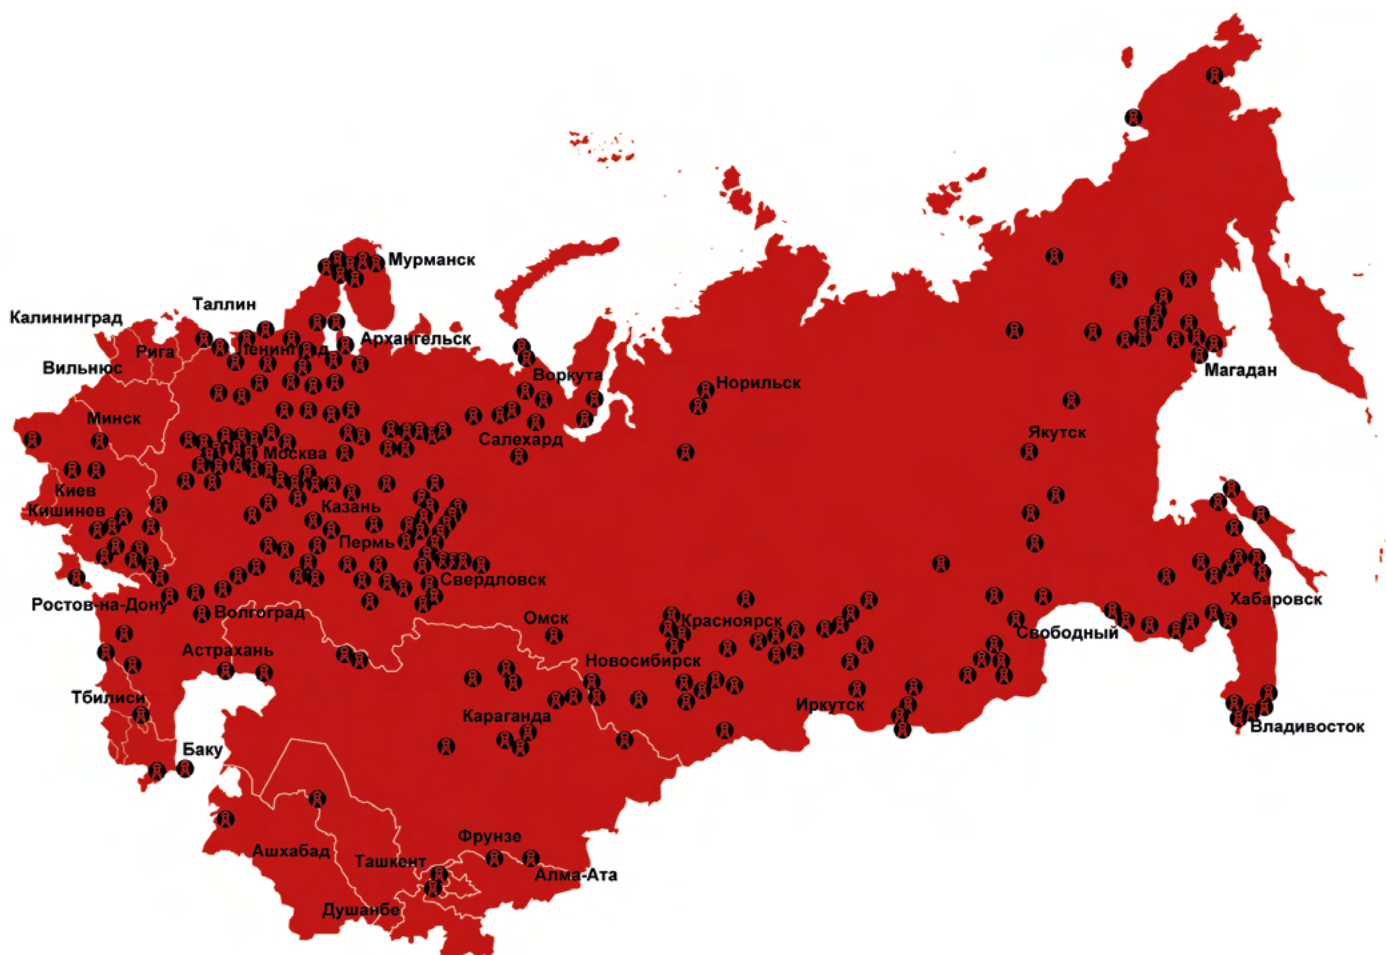 Мурманск
Таллин
Калининград
Архангельск
Рига
Ленинград
Вильнюс
Воркута
Норильск
Магадан
Минск
Салехард
Якутск
Москва
Киев
Кишинев
Казань
Пермь
Свердловск
Ростов-на-Дону
Волгоград
Хабаровск
Омск
Красноярск
Свободный
Астрахань
Новосибирск
Тбилиси
Иркутск
Караганда
Владивосток
Баку
Фрунзе
Ашхабад
Ташкент
Алма-Ата
Душанбе